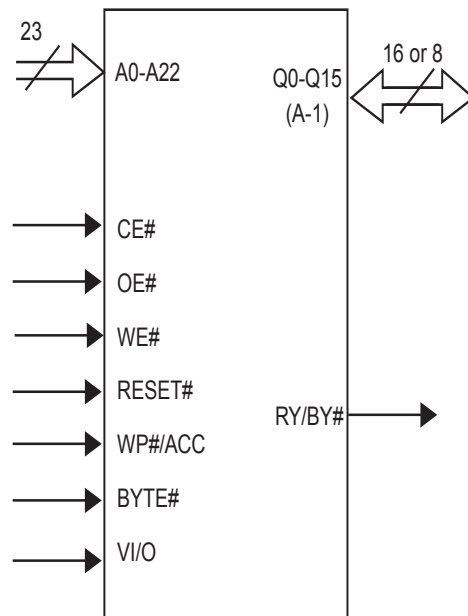 23
A0-A22
16 or 8
Q0-Q15
(A-1)
CE#
OE#
WE#
RESET#
RY/BY#
WP#/ACC
BYTE#
VI/O